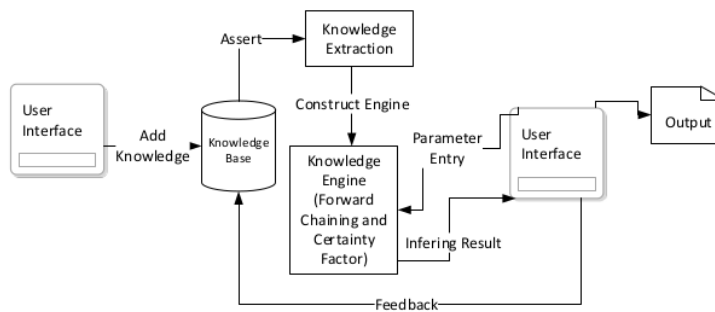 Knowledge
Extraction
Assert
User
Interface
Add
Knowledge
Knowledge
Base
Construct Engine
Knowledge
Engine
(Forward
Chaining and
Certainty
Factor)
Parameter
Entry
User
Interface
Output
Infering Result
Feedback